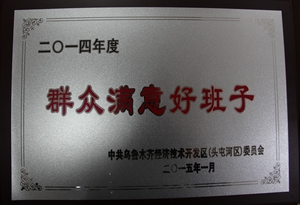 二〇一四年度
群众满意好班子
中共乌鲁木齐经济技术开发区(头屯河区)委员会
二〇一五年一月